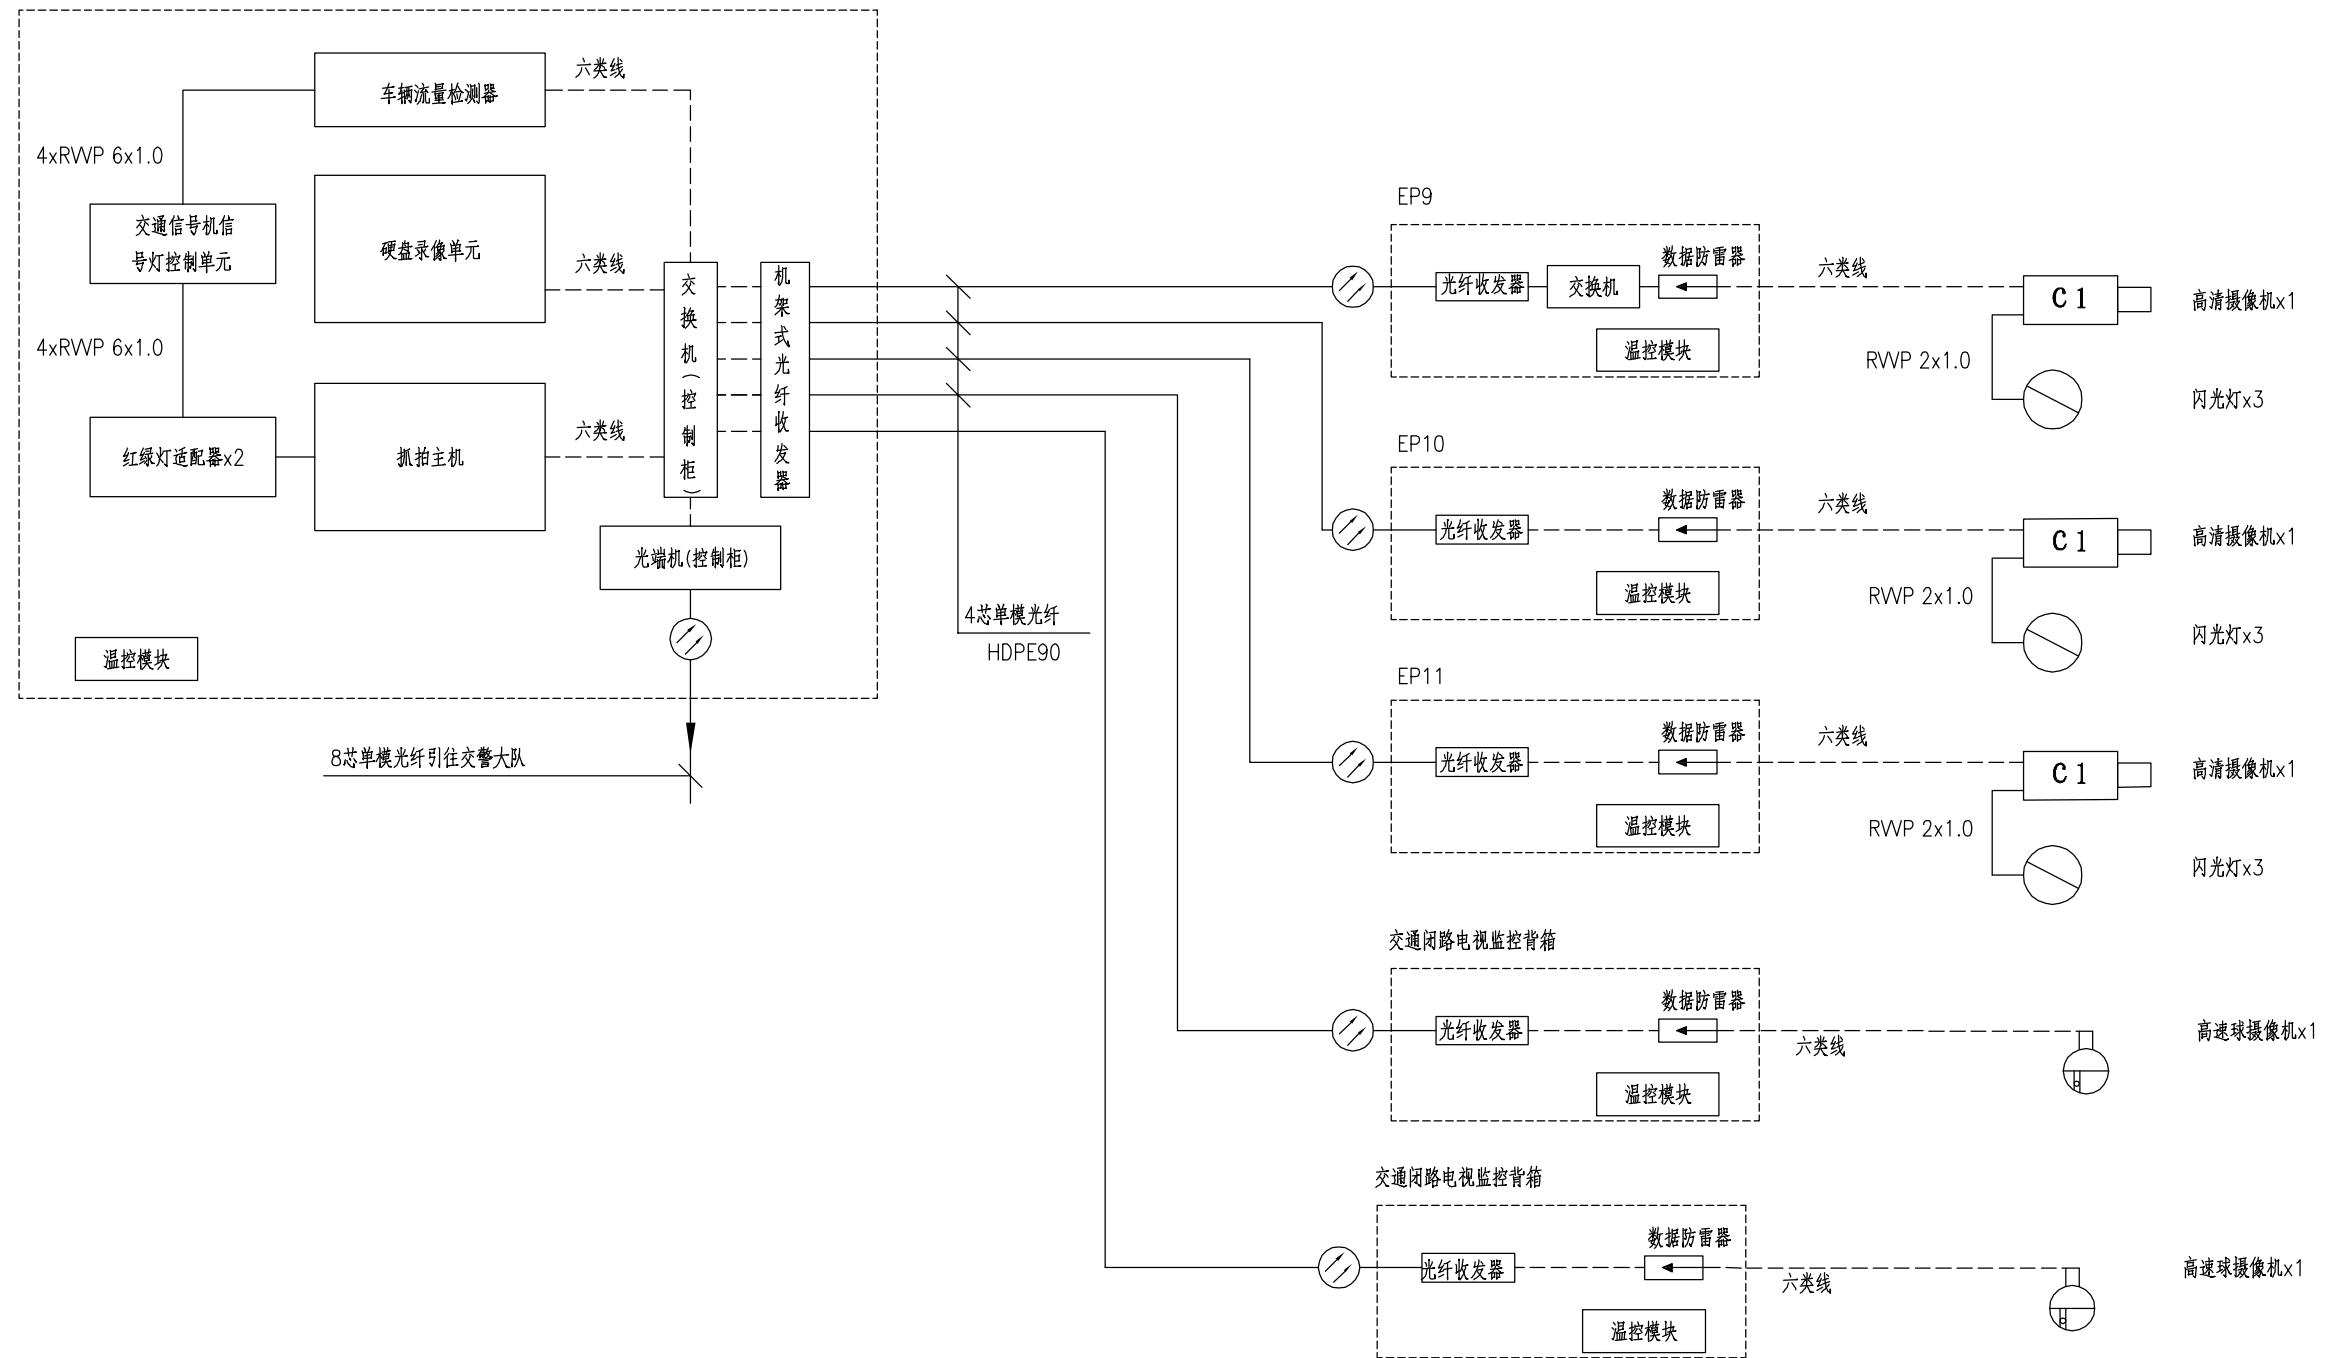 车辆流量检测器
六类线
4xRVVP 6x1.0
交通信号机信
号灯控制单元
硬盘录像单元
六类线
4xRVVP 6x1.0
红绿灯适配器x2
抓拍主机
六类线
交换机(控制柜)
机架式光纤收发器
光端机(控制柜)
温控模块
8芯单模光纤引往交警大队
4芯单模光纤
HDPE90
EP9
数据防雷器
光纤收发器
交换机
温控模块
六类线
C1
高清摄像机x1
RVVP 2x1.0
闪光灯x3
EP10
数据防雷器
光纤收发器
温控模块
六类线
C1
高清摄像机x1
RVVP 2x1.0
闪光灯x3
EP11
数据防雷器
光纤收发器
温控模块
六类线
C1
高清摄像机x1
RVVP 2x1.0
闪光灯x3
交通闭路电视监控背箱
数据防雷器
光纤收发器
温控模块
六类线
高速球摄像机x1
交通闭路电视监控背箱
数据防雷器
光纤收发器
温控模块
六类线
高速球摄像机x1